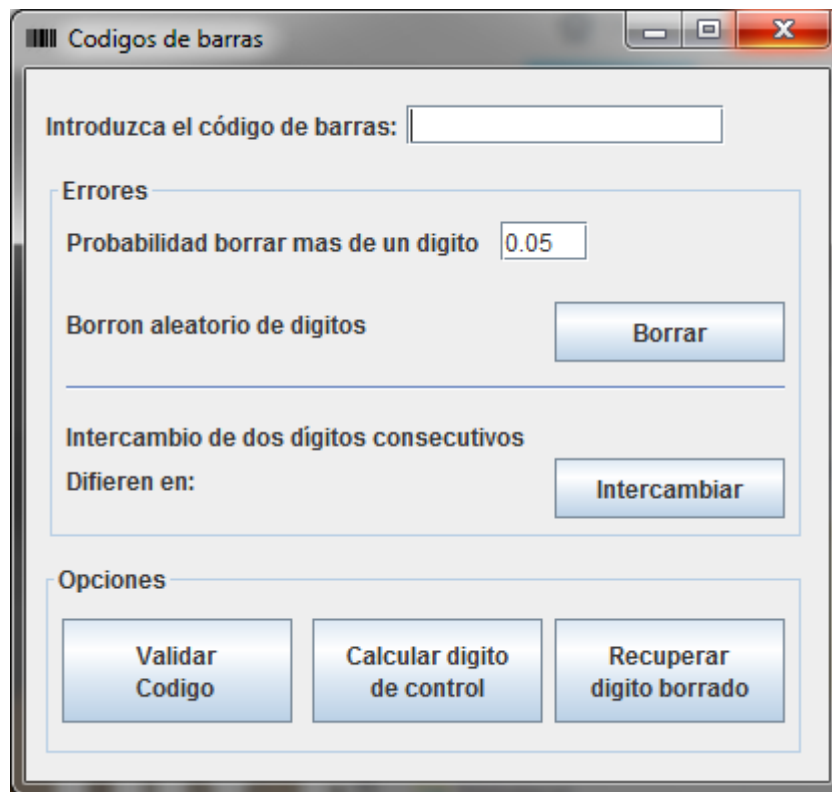 Codigos de barras
Introduzca el código de barras:
Errores
Probabilidad borrar mas de un digito 0.05
Borron aleatorio de digitos Borrar
Intercambio de dos dígitos consecutivos
Difieren en: Intercambiar
Opciones
Validar Codigo
Calcular digito de control
Recuperar digito borrado